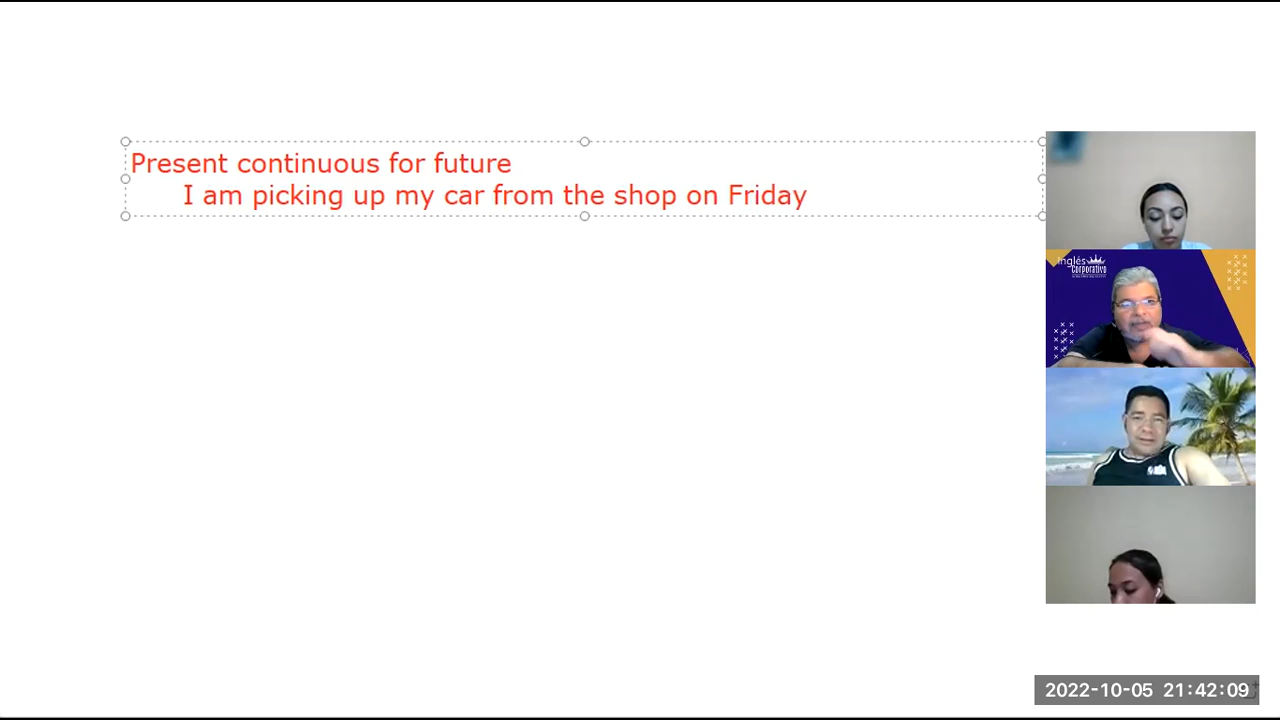 Present continuous for future
I am picking up my car from the shop on Friday
Inglés
Corporativo
2022-10-05 21:42:09